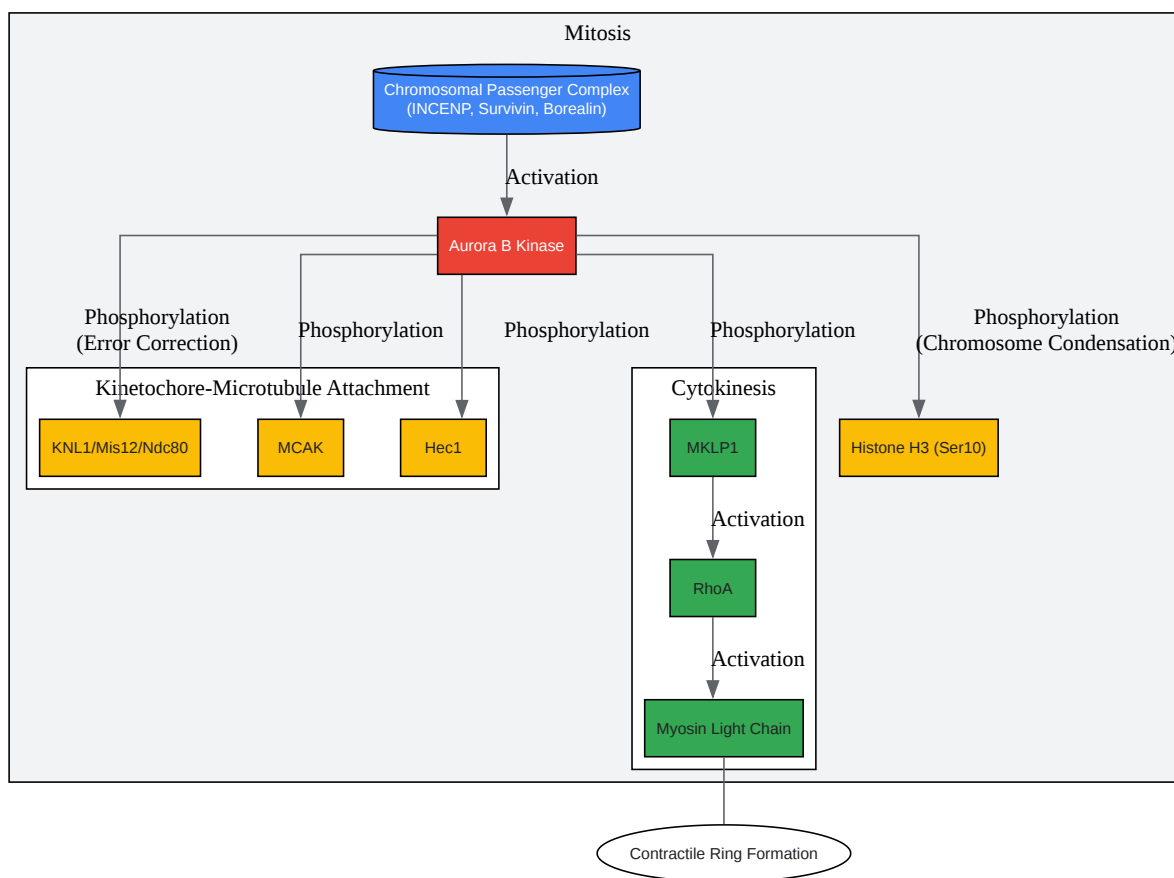 Mitosis
Chromosomal Passenger Complex
(INCENP, Survivin, Borealin)
Activation
Aurora B Kinase
Phosphorylation
(Error Correction)
Phosphorylation
Phosphorylation
Phosphorylation
Phosphorylation
(Chromosome Condensation)
Kinetochore-Microtubule Attachment
Cytokinesis
KNL1/Mis12/Ndc80
MCAK
Hec1
MKLP1
Histone H3 (Ser10)
Activation
RhoA
Activation
Myosin Light Chain
Contractile Ring Formation